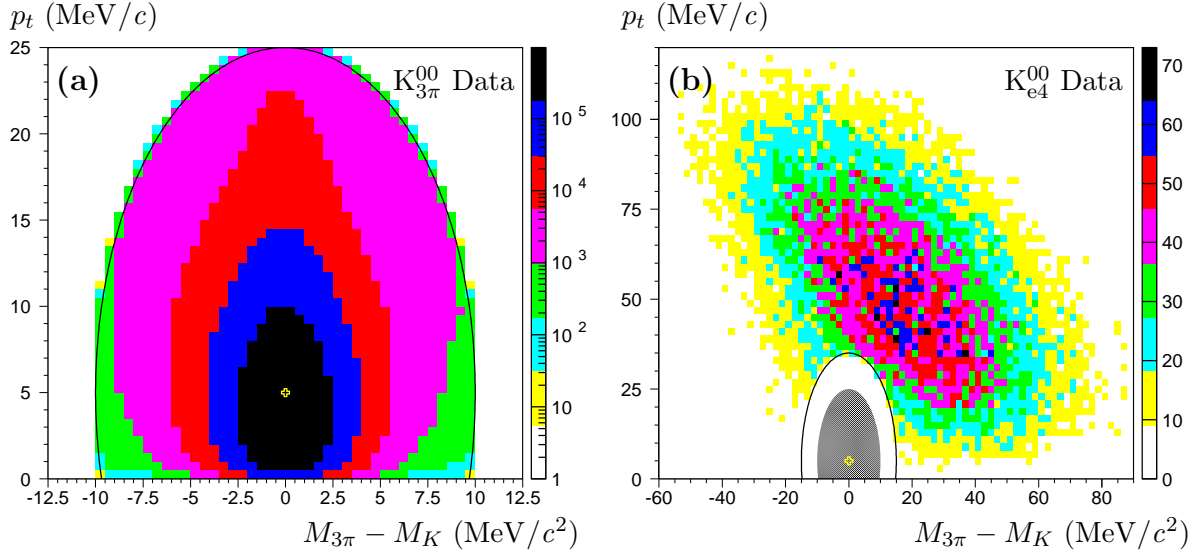 p_t (MeV/c)
(a)
K^{00}_{3π} Data
25
20
15
10
5
0
-12.5 -10 -7.5 -5 -2.5 0 2.5 5 7.5 10 12.5
M_{3π} − M_K (MeV/c²)
10^5
10^4
10^3
10^2
10
1
p_t (MeV/c)
(b)
K^{00}_{e4} Data
100
75
50
25
0
-60 -40 -20 0 20 40 60 80
M_{3π} − M_K (MeV/c²)
70
60
50
40
30
20
10
0